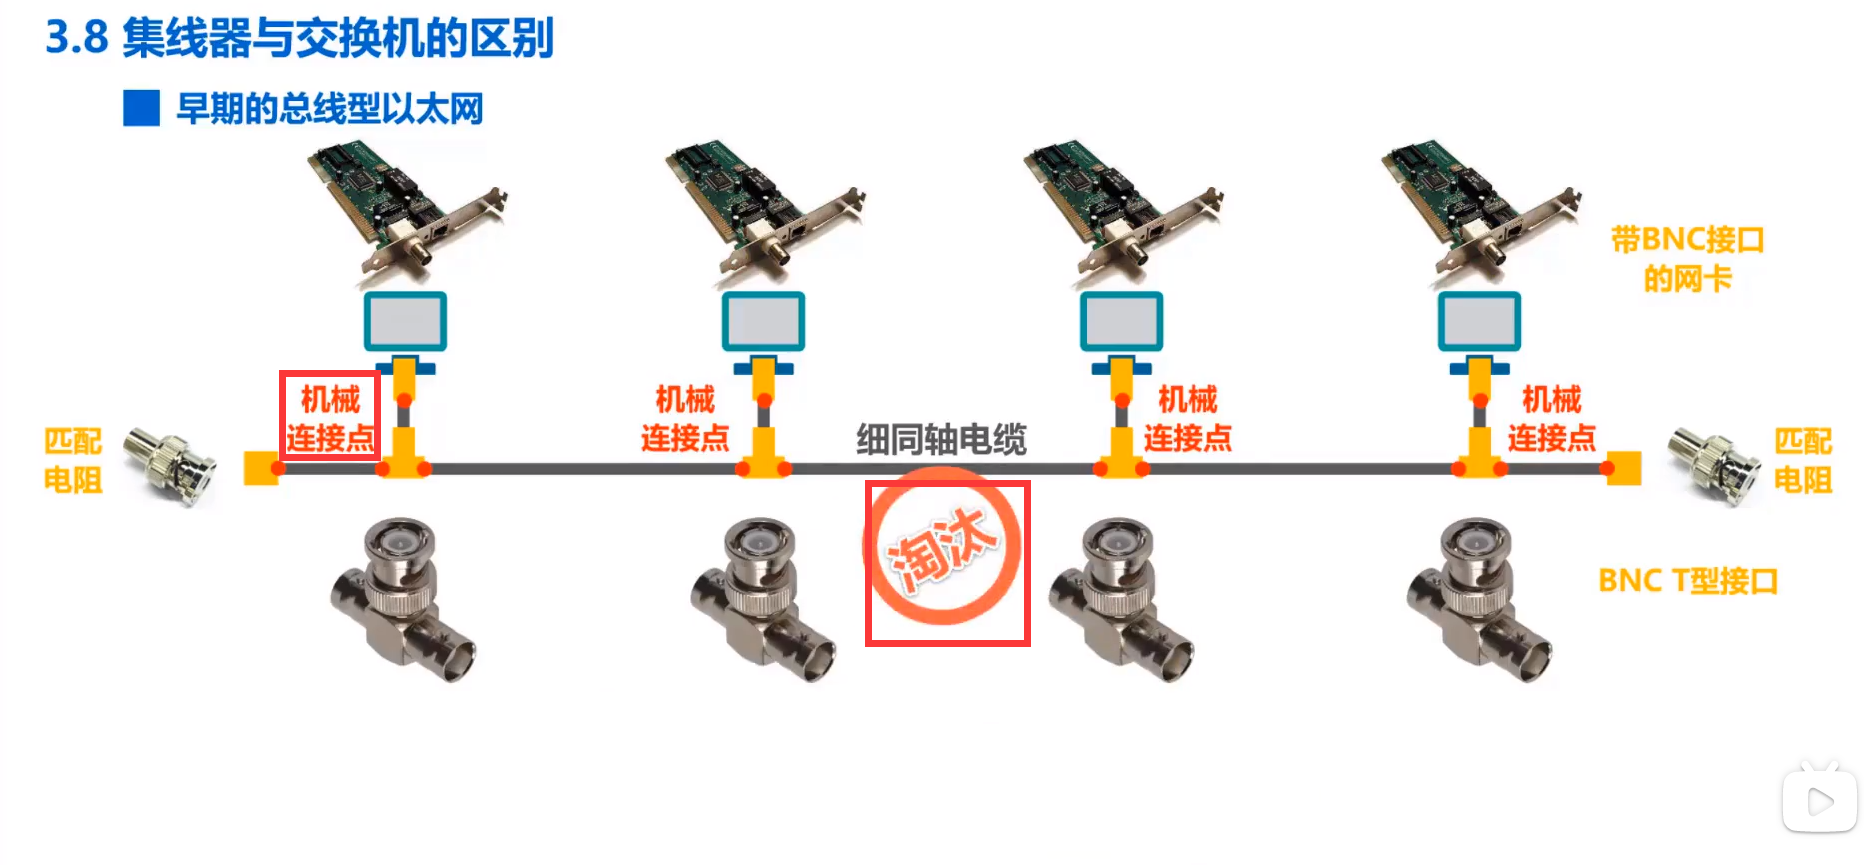 3.8 集线器与交换机的区别
早期的总线型以太网
带BNC接口
的网卡
机械
连接点
机械
连接点
机械
连接点
机械
连接点
匹配
电阻
细同轴电缆
匹配
电阻
淘汰
BNC T型接口